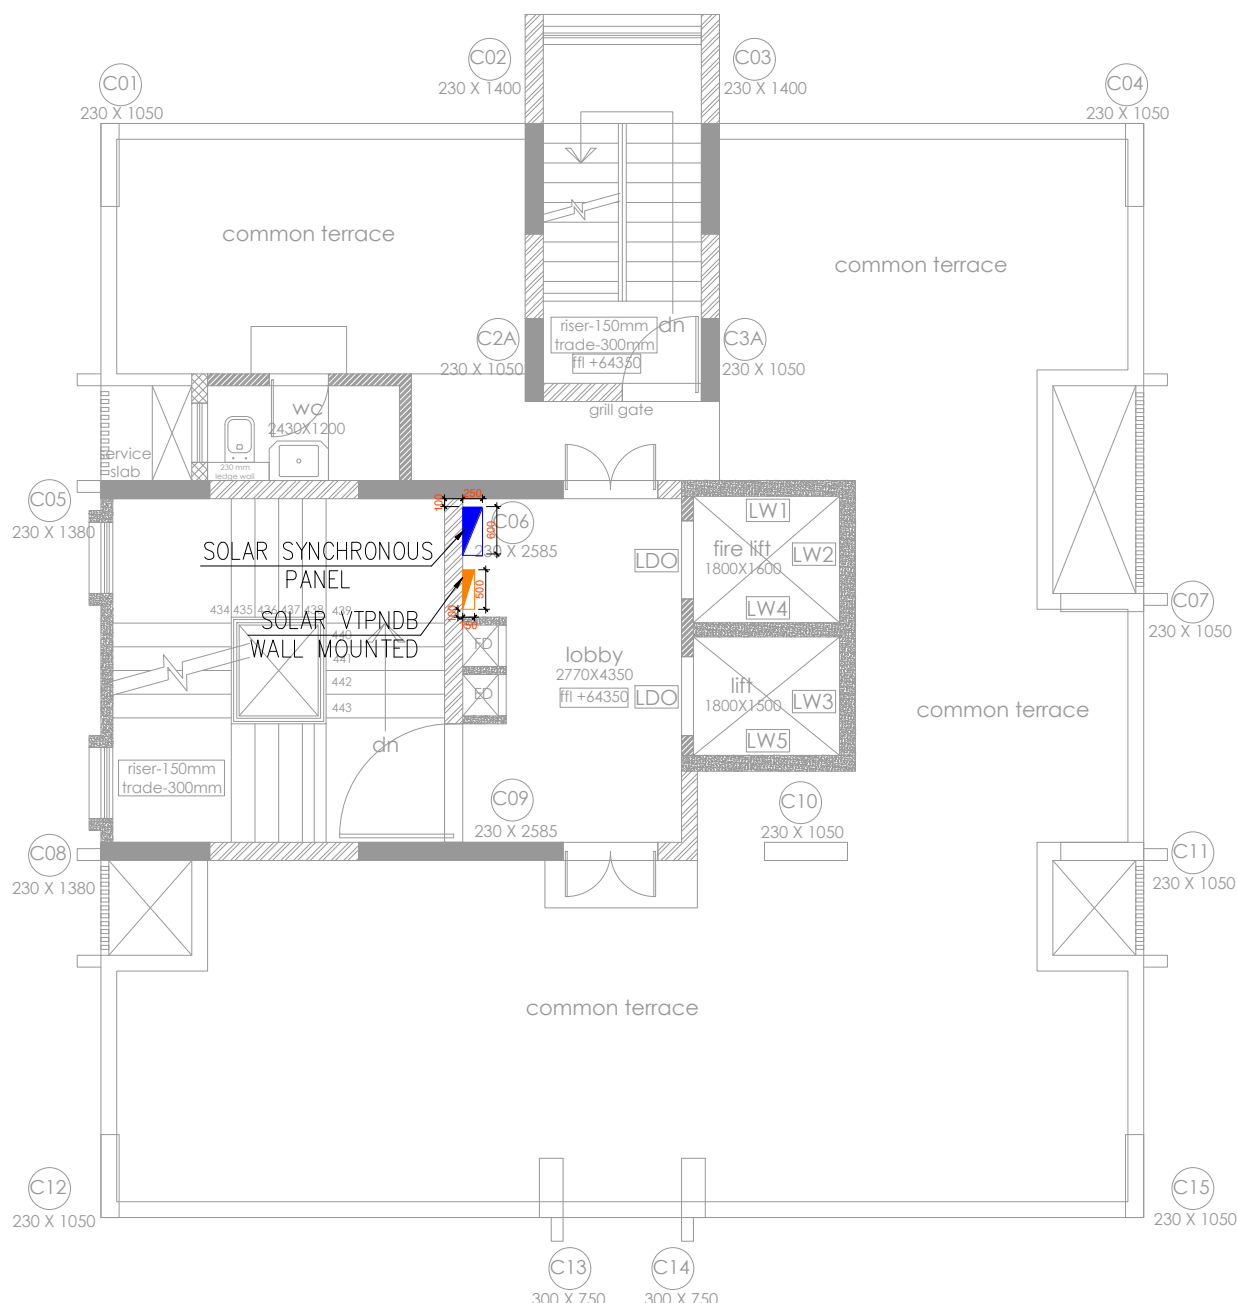 C02
230 X 1400
C03
230 X 1400
C01
230 X 1050
C04
230 X 1050
common terrace
common terrace
C2A
230 X 1050
riser-150mm
trade-300mm
ffl +64350
dn
C3A
230 X 1050
grill gate
wc
2430X1200
service
slab
230 mm
ledge wall
C05
230 X 1380
100
250
600
C06
230 X 2585
SOLAR SYNCHRONOUS
PANEL
500
100
150
SOLAR VTPNDB
WALL MOUNTED
434 435 436 437 438 439
440
441
442
443
LDO
LW1
fire lift
1800X1600
LW2
LW4
C07
230 X 1050
lobby
2770X4350
ffl +64350
LDO
lift
1800X1500
LW3
LW5
common terrace
dn
riser-150mm
trade-300mm
C09
230 X 2585
C10
230 X 1050
C08
230 X 1380
C11
230 X 1050
common terrace
C12
230 X 1050
C15
230 X 1050
C13
300 X 750
C14
300 X 750